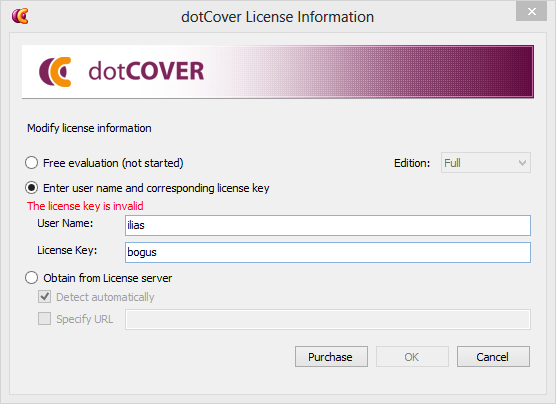 dotCover License Information
dotCOVER
Modify license information
Free evaluation (not started) Edition: Full
Enter user name and corresponding license key
The license key is invalid
User Name: ilias
License Key: bogus
Obtain from License server
Detect automatically
Specify URL
Purchase OK Cancel